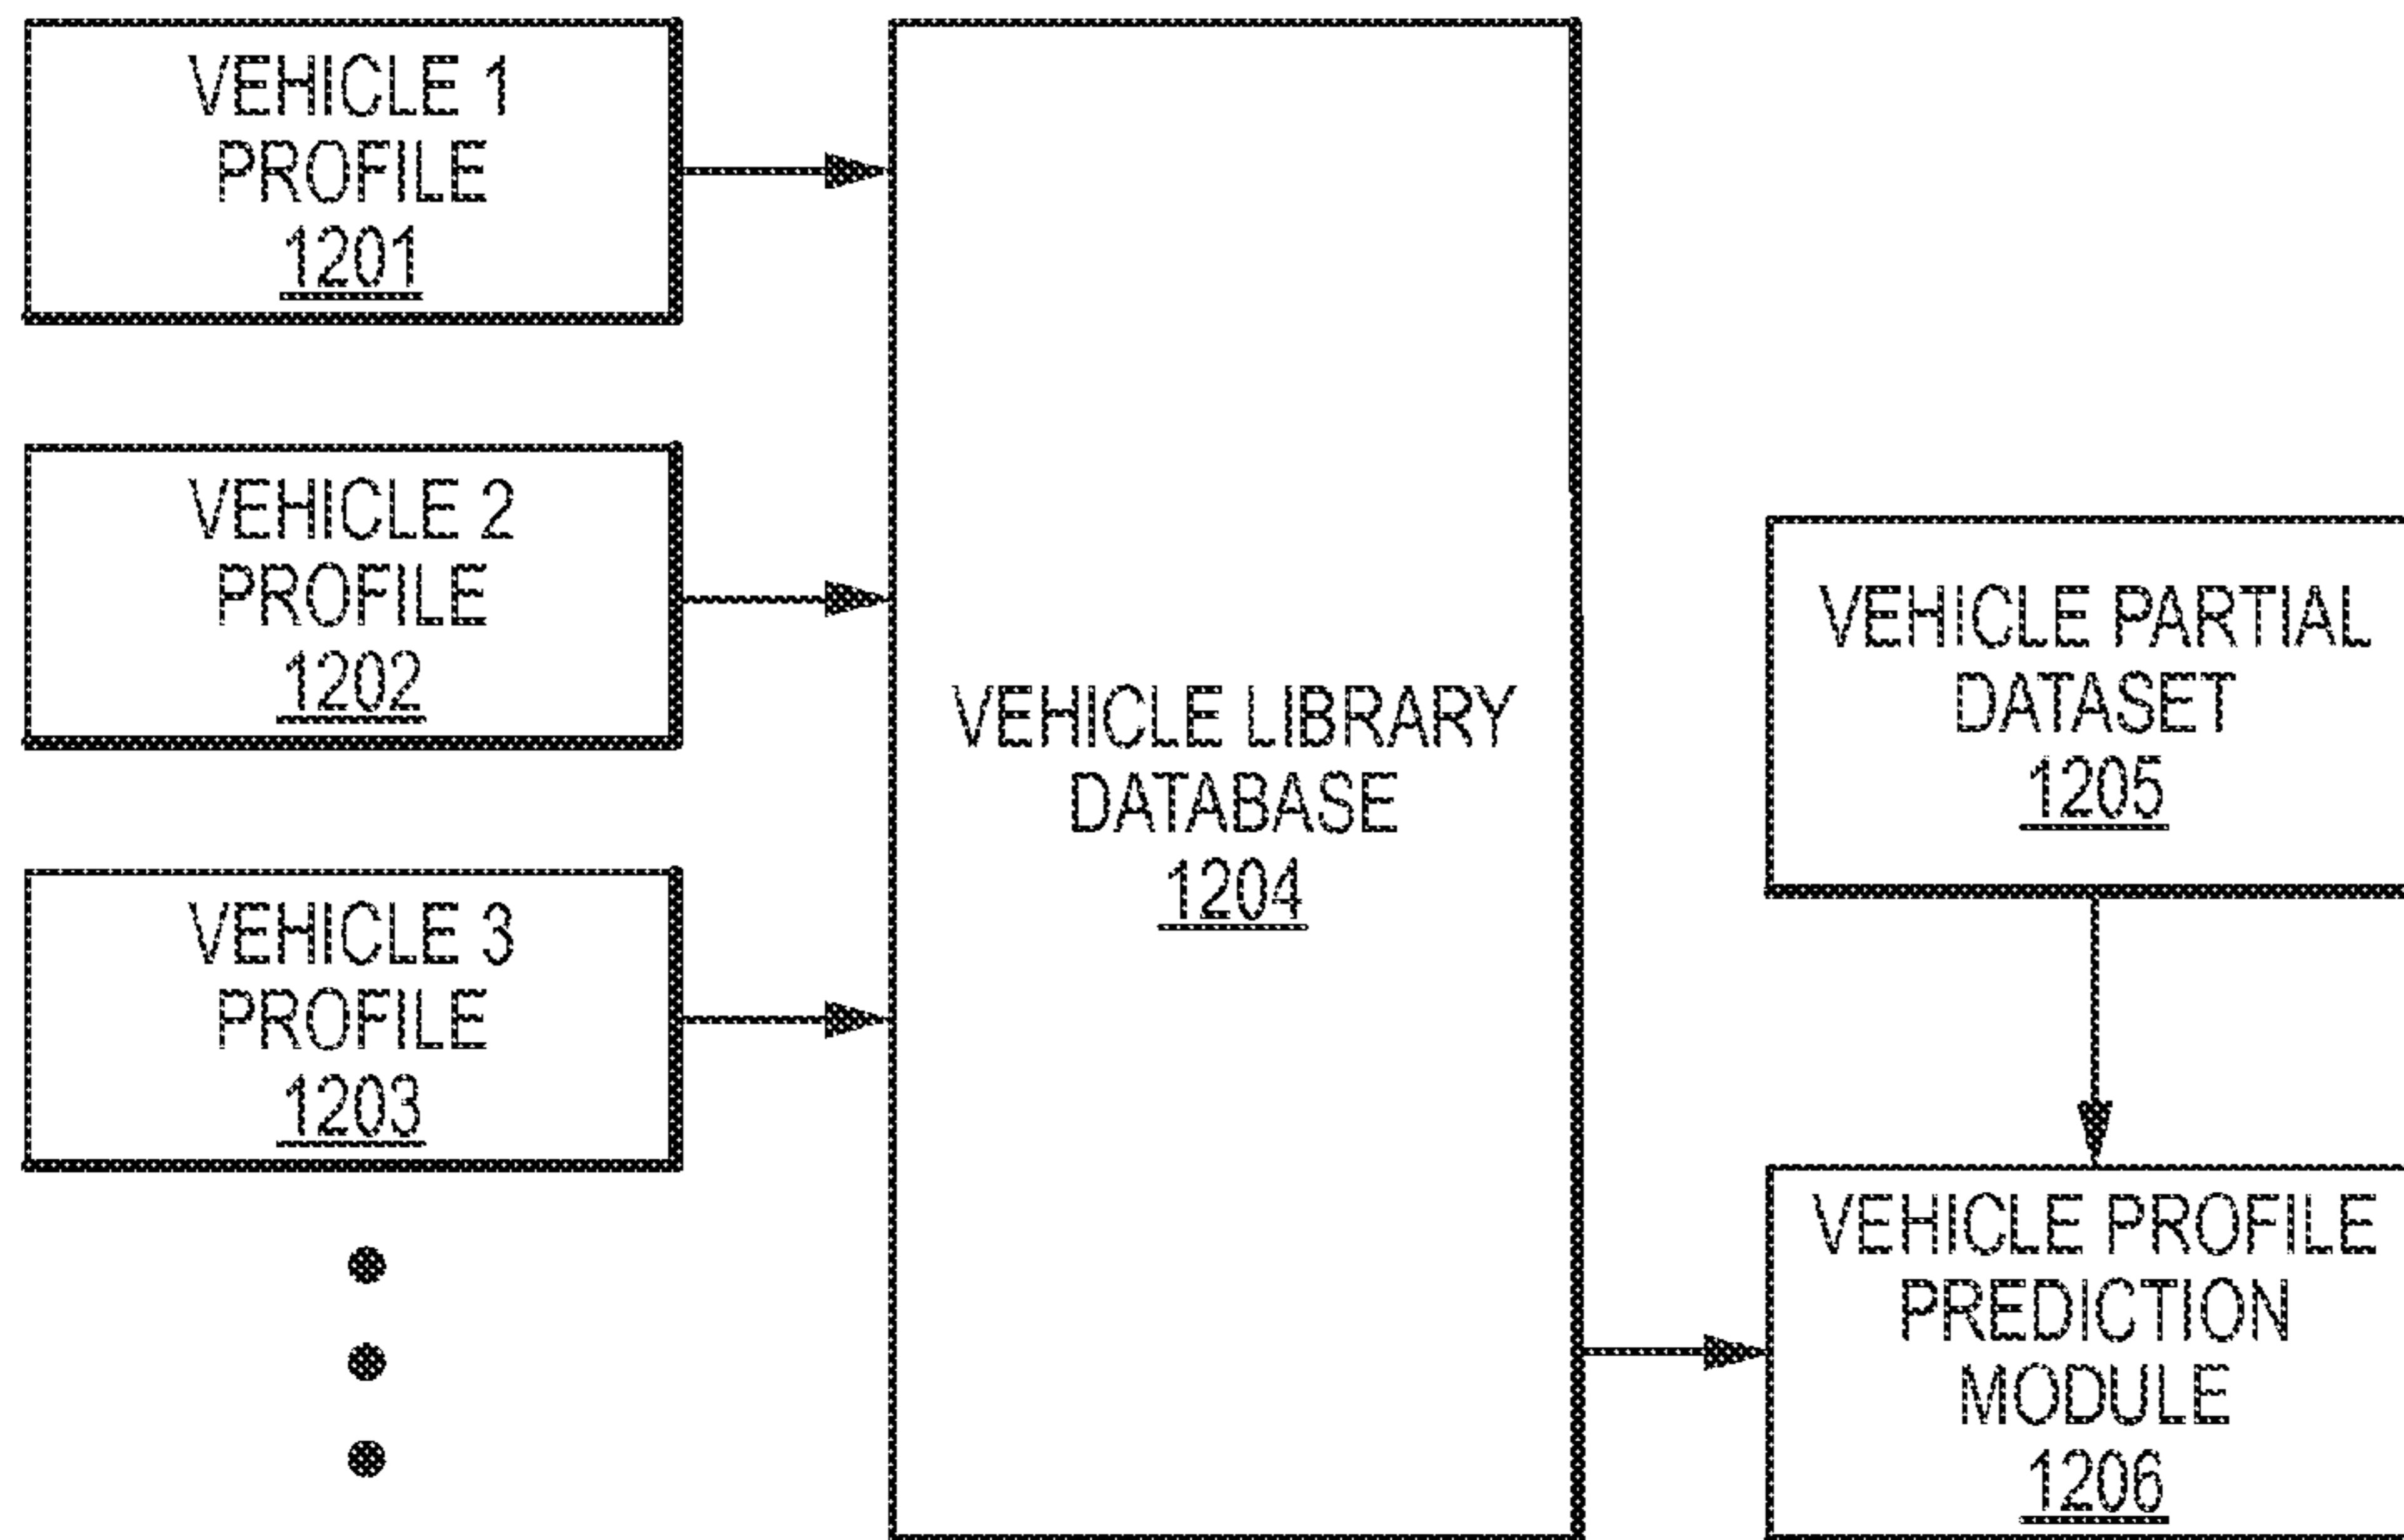 VEHICLE 1
PROFILE
1201
VEHICLE 2
PROFILE
1202
VEHICLE 3
PROFILE
1203
VEHICLE LIBRARY
DATABASE
1204
VEHICLE PARTIAL
DATASET
1205
VEHICLE PROFILE
PREDICTION
MODULE
1206